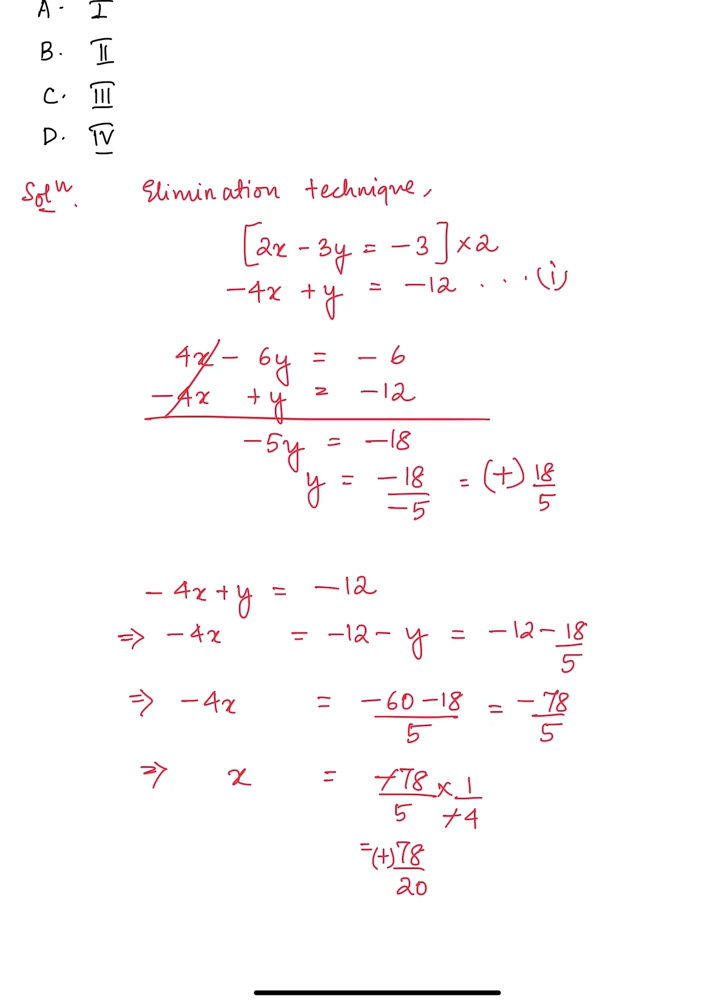 A. I
B. II
C. III
D. IV
Solⁿ. Elimination technique,
[2x - 3y = -3] × 2
-4x + y = -12 ... (i)
4x - 6y = -6
-4x + y = -12
-5y = -18
y = -18/-5 = (+) 18/5
-4x + y = -12
⇒ -4x = -12 - y = -12 - 18/5
⇒ -4x = -60 - 18/5 = -78/5
⇒ x = -78/5 × 1/-4
= (+) 78/20